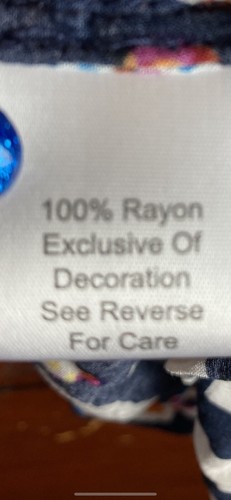 100% Rayon
Exclusive Of
Decoration
See Reverse
For Care